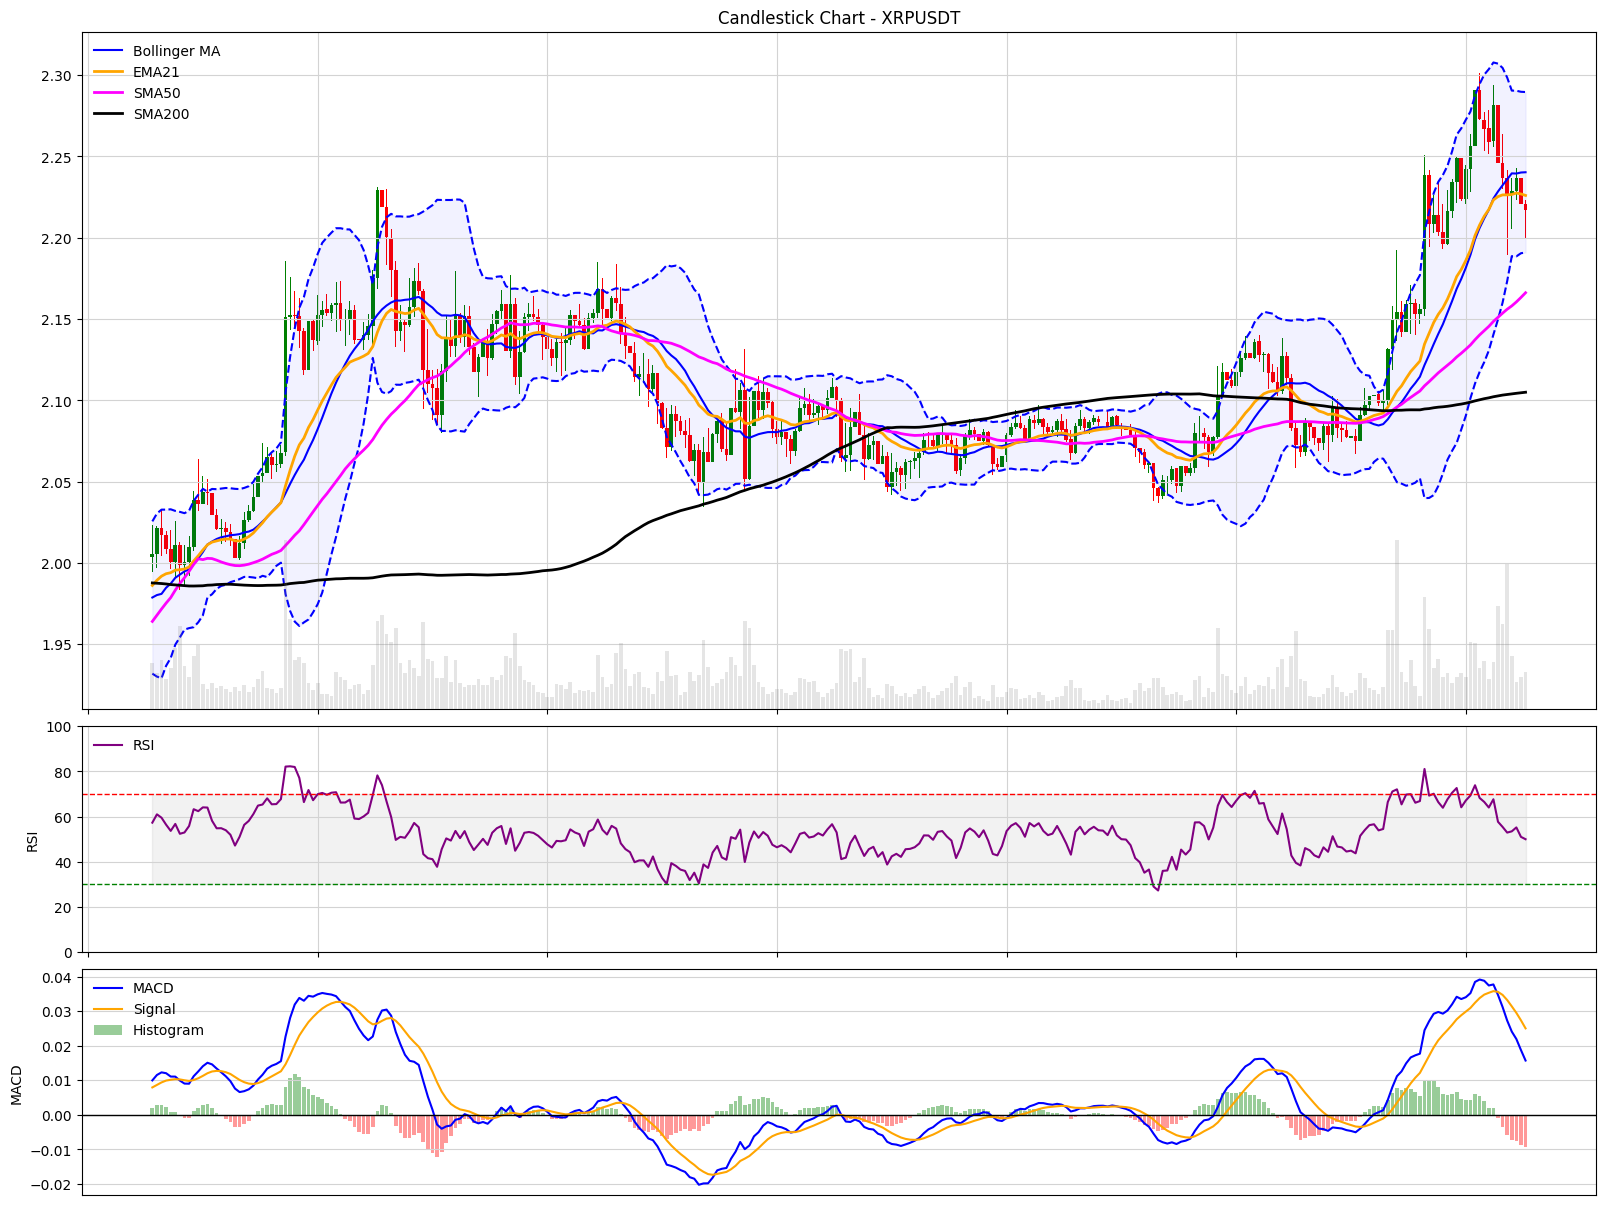 Candlestick Chart - XRPUSDT
Bollinger MA
EMA21
SMA50
SMA200
2.30
2.25
2.20
2.15
2.10
2.05
2.00
1.95
RSI
100
80
60
40
20
0
RSI
MACD
Signal
Histogram
0.04
0.03
0.02
0.01
0.00
−0.01
−0.02
MACD